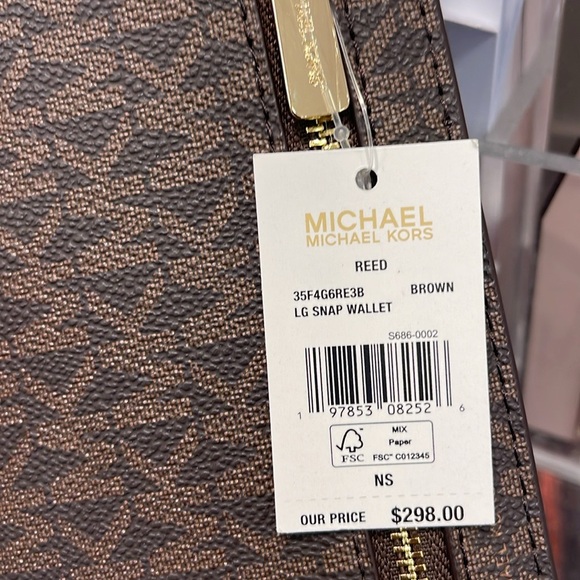 MICHAEL
MICHAEL KORS
REED
35F4G6RE3B BROWN
LG SNAP WALLET
S686-0002
1 97853 08252 6
FSC
MIX
Paper
FSC™ C012345
NS
OUR PRICE $298.00